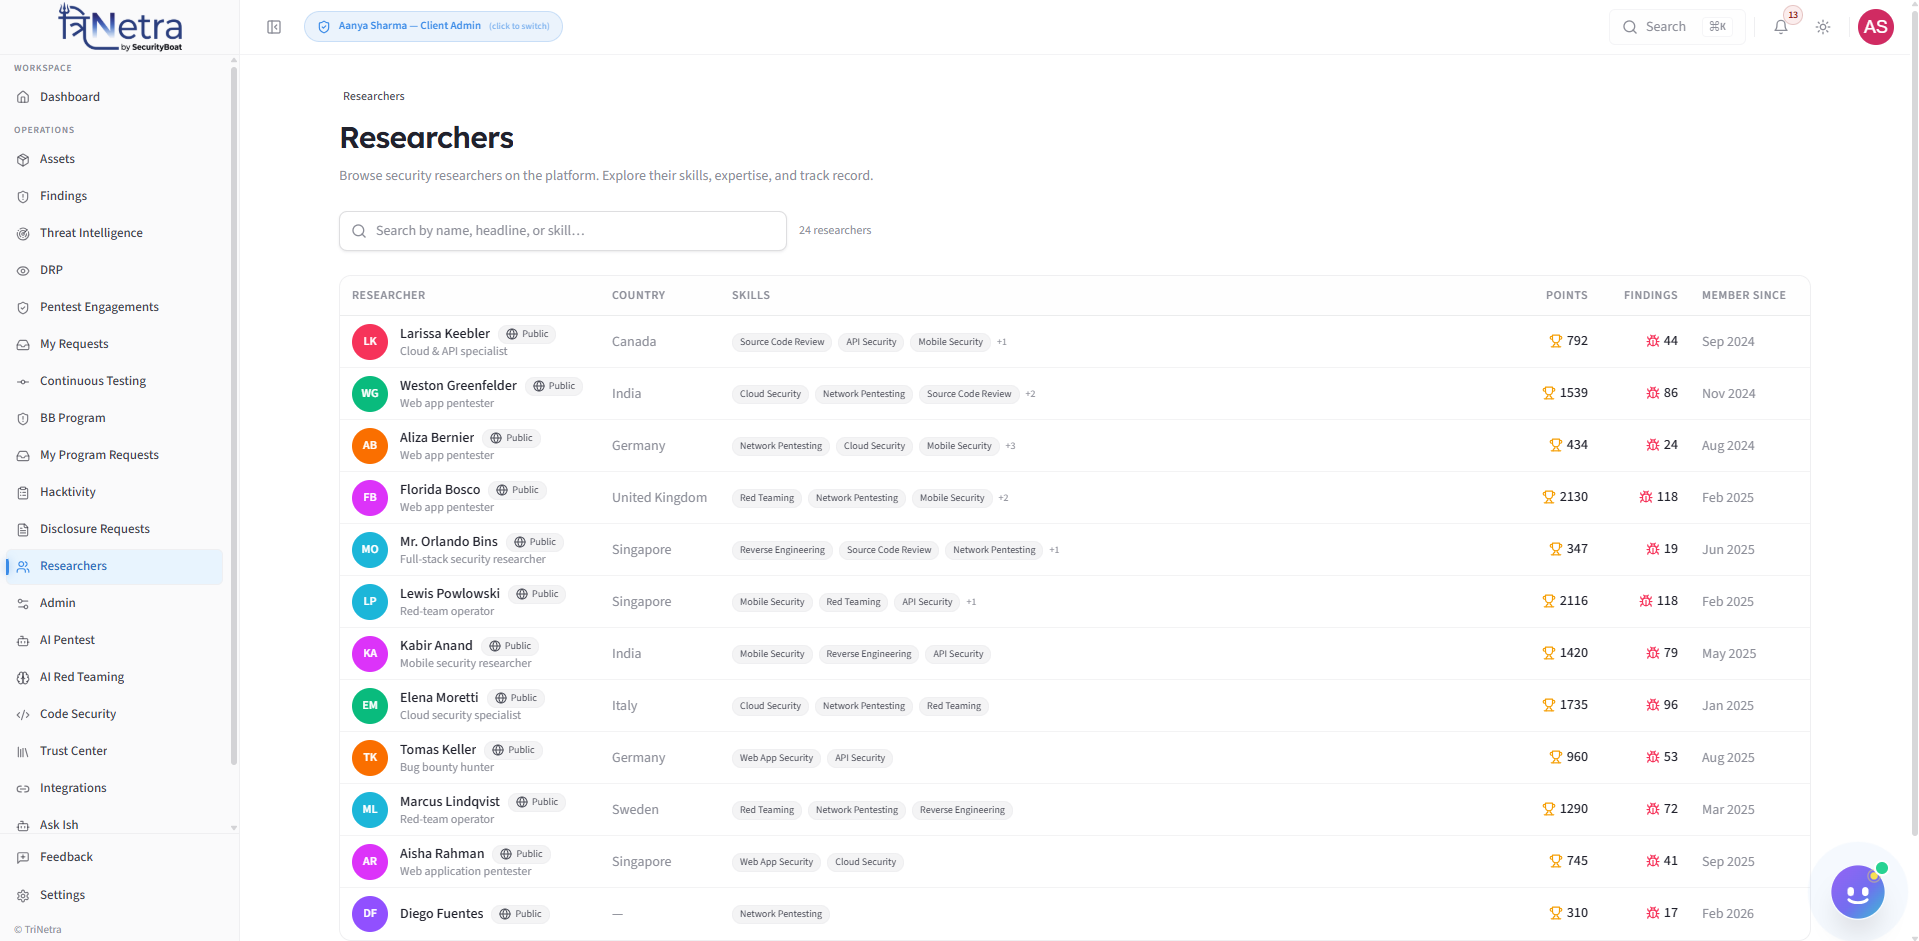 त्रिNetra
by SecurityBoat
WORKSPACE
Dashboard
OPERATIONS
Assets
Findings
Threat Intelligence
DRP
Pentest Engagements
My Requests
Continuous Testing
BB Program
My Program Requests
Hacktivity
Disclosure Requests
Researchers
Admin
AI Pentest
AI Red Teaming
Code Security
Trust Center
Integrations
Ask Ish
Feedback
Settings
© TriNetra
Aanya Sharma — Client Admin (click to switch)
Search ⌘K
13
AS
Researchers
Researchers
Browse security researchers on the platform. Explore their skills, expertise, and track record.
Search by name, headline, or skill…
24 researchers
RESEARCHER COUNTRY SKILLS POINTS FINDINGS MEMBER SINCE
LK Larissa Keebler Public Canada Source Code Review API Security Mobile Security +1 792 44 Sep 2024
Cloud & API specialist
WG Weston Greenfelder Public India Cloud Security Network Pentesting Source Code Review +2 1539 86 Nov 2024
Web app pentester
AB Aliza Bernier Public Germany Network Pentesting Cloud Security Mobile Security +3 434 24 Aug 2024
Web app pentester
FB Florida Bosco Public United Kingdom Red Teaming Network Pentesting Mobile Security +2 2130 118 Feb 2025
Web app pentester
MO Mr. Orlando Bins Public Singapore Reverse Engineering Source Code Review Network Pentesting +1 347 19 Jun 2025
Full-stack security researcher
LP Lewis Powlowski Public Singapore Mobile Security Red Teaming API Security +1 2116 118 Feb 2025
Red-team operator
KA Kabir Anand Public India Mobile Security Reverse Engineering API Security 1420 79 May 2025
Mobile security researcher
EM Elena Moretti Public Italy Cloud Security Network Pentesting Red Teaming 1735 96 Jan 2025
Cloud security specialist
TK Tomas Keller Public Germany Web App Security API Security 960 53 Aug 2025
Bug bounty hunter
ML Marcus Lindqvist Public Sweden Red Teaming Network Pentesting Reverse Engineering 1290 72 Mar 2025
Red-team operator
AR Aisha Rahman Public Singapore Web App Security Cloud Security 745 41 Sep 2025
Web application pentester
DF Diego Fuentes Public — Network Pentesting 310 17 Feb 2026